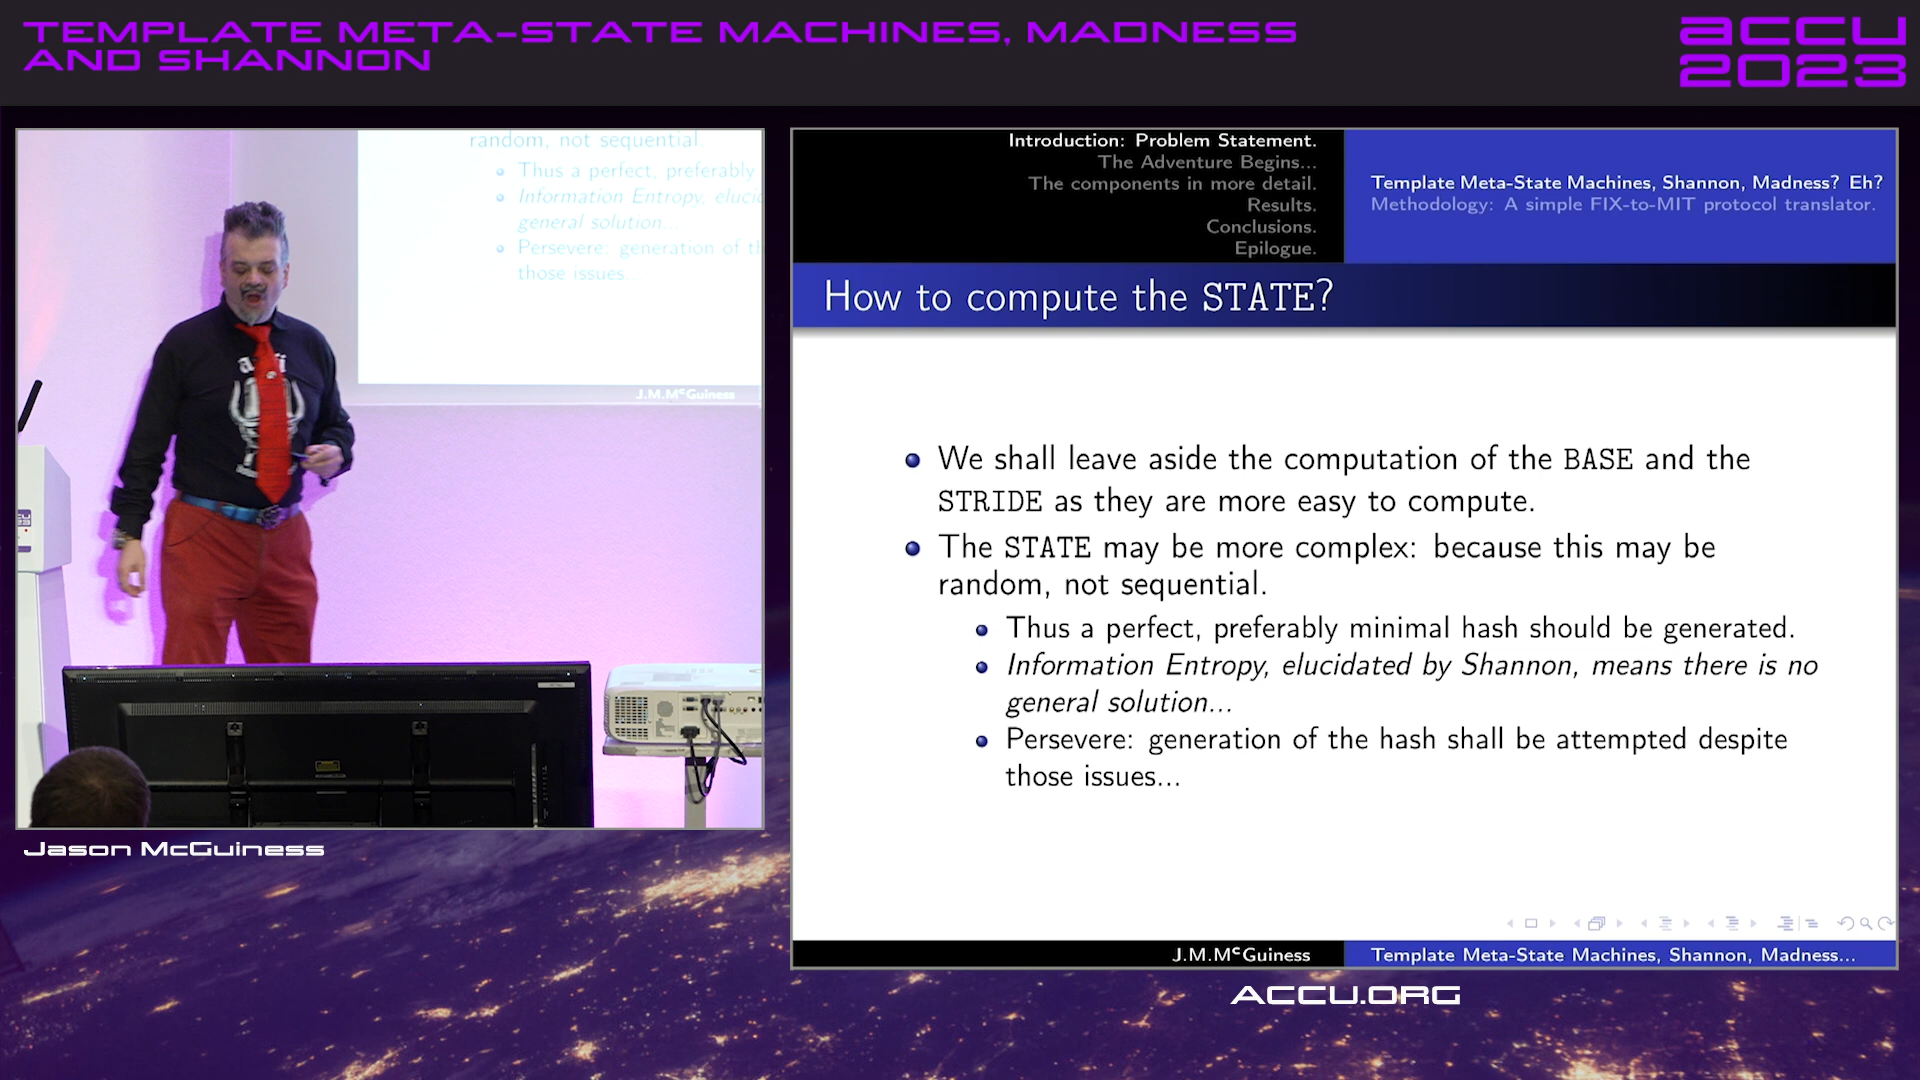 TEMPLATE META-STATE MACHINES, MADNESS
AND SHANNON
ACCU
2023
random, not sequential.
Thus a perfect, preferably
Information Entropy,
general solution...
Persevere: generation of
those issues...
J.M.McGuiness
Jason McGuiness
Introduction: Problem Statement.
The Adventure Begins...
The components in more detail.
Results.
Conclusions.
Epilogue.
Template Meta-State Machines, Shannon, Madness? Eh?
Methodology: A simple FIX-to-MIT protocol translator.
How to compute the STATE?
We shall leave aside the computation of the BASE and the
STRIDE as they are more easy to compute.
The STATE may be more complex: because this may be
random, not sequential.
Thus a perfect, preferably minimal hash should be generated.
Information Entropy, elucidated by Shannon, means there is no
general solution...
Persevere: generation of the hash shall be attempted despite
those issues...
J.M.McGuiness
Template Meta-State Machines, Shannon, Madness...
ACCU.ORG